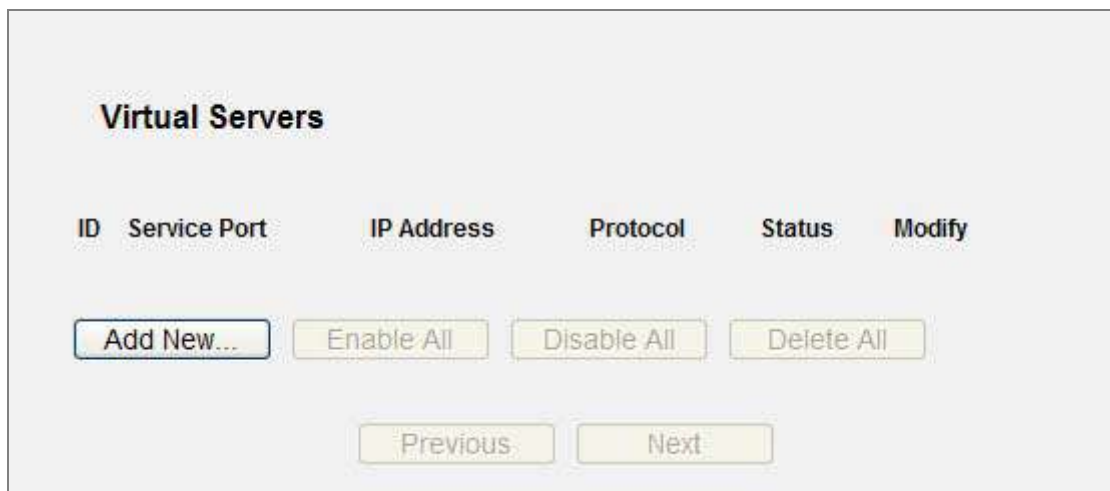 Virtual Servers
ID Service Port IP Address Protocol Status Modify
Add New... Enable All Disable All Delete All
Previous Next